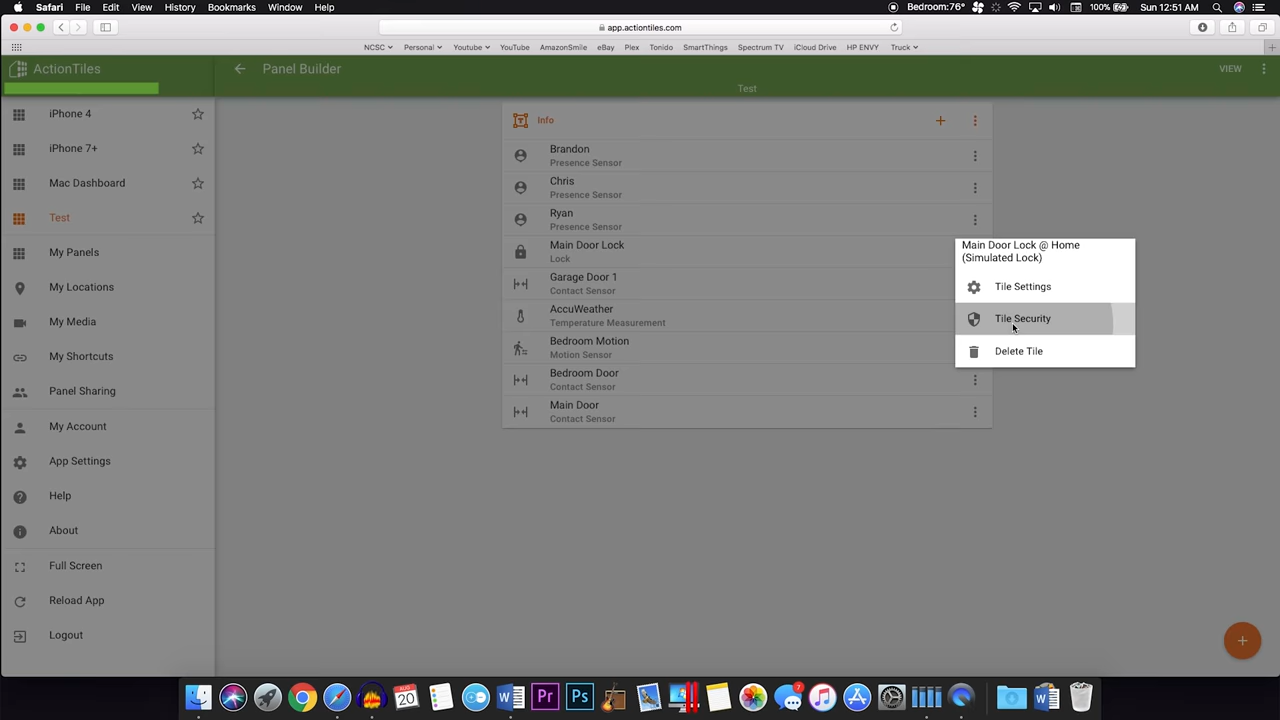 Safari File Edit View History Bookmarks Window Help Bedroom:76° 100% Sun 12:51 AM
app.actiontiles.com
NCSC Personal Youtube YouTube AmazonSmile eBay Plex Tonido SmartThings Spectrum TV iCloud Drive HP ENVY Truck
ActionTiles Panel Builder VIEW
Test
iPhone 4
iPhone 7+
Mac Dashboard
Test
My Panels
My Locations
My Media
My Shortcuts
Panel Sharing
My Account
App Settings
Help
About
Full Screen
Reload App
Logout
Info
Brandon
Presence Sensor
Chris
Presence Sensor
Ryan
Presence Sensor
Main Door Lock
Lock
Garage Door 1
Contact Sensor
AccuWeather
Temperature Measurement
Bedroom Motion
Motion Sensor
Bedroom Door
Contact Sensor
Main Door
Contact Sensor
Main Door Lock @ Home
(Simulated Lock)
Tile Settings
Tile Security
Delete Tile
AUG
20
W
Pr
Ps
7
W